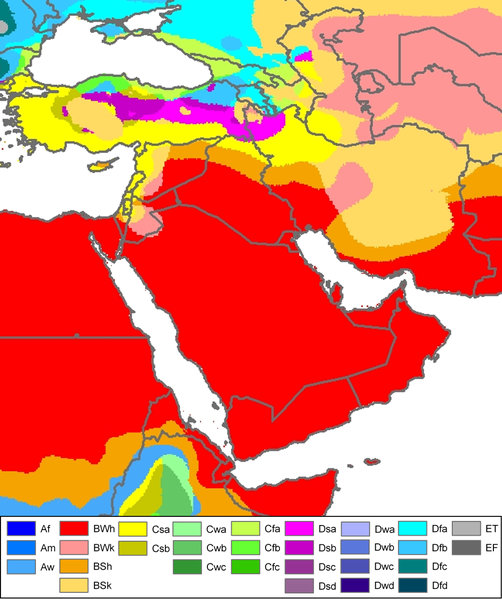 Af BWh Csa Cwa Cfa Dsa Dwa Dfa ET
Am BWk Csb Cwb Cfb Dsb Dwb Dfb EF
Aw BSh Cwc Cfc Dsc Dwc Dfc
BSk Dsd Dwd Dfd